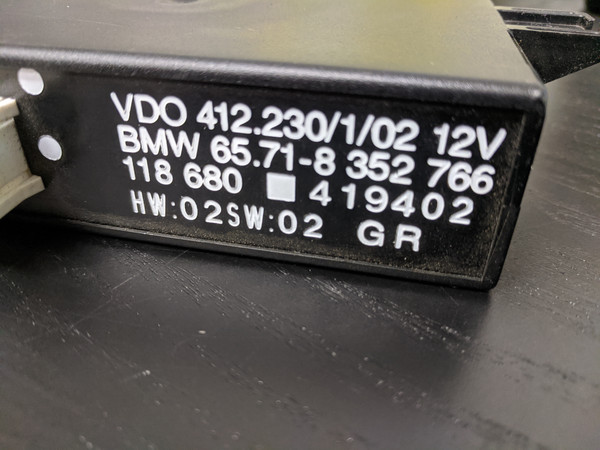 VDO 412.230/1/02 12V
BMW 65.71-8 352 766
118 680 419402
HW:02SW:02 GR